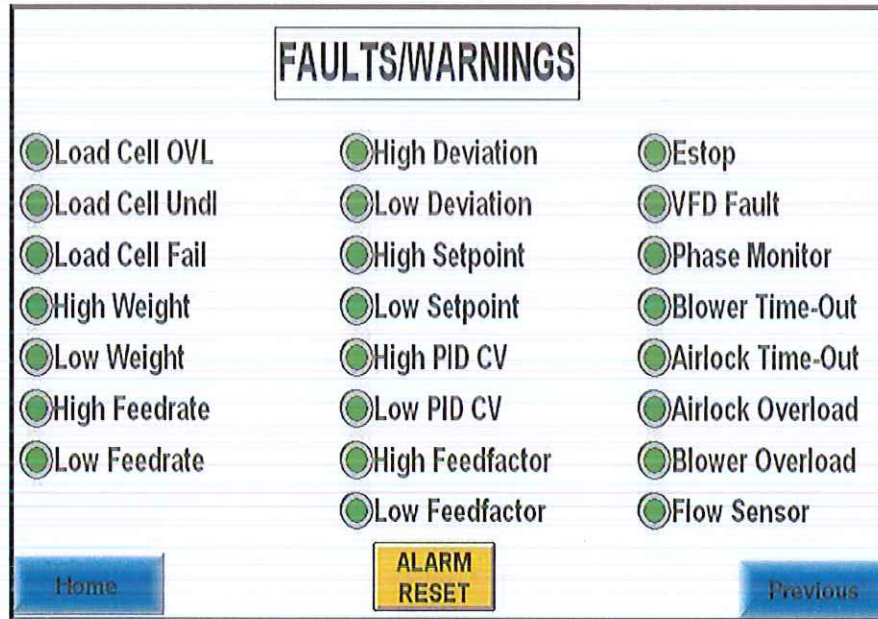 FAULTS/WARNINGS
Load Cell OVL
Load Cell Undl
Load Cell Fail
High Weight
Low Weight
High Feedrate
Low Feedrate
High Deviation
Low Deviation
High Setpoint
Low Setpoint
High PID CV
Low PID CV
High Feedfactor
Low Feedfactor
Estop
VFD Fault
Phase Monitor
Blower Time-Out
Airlock Time-Out
Airlock Overload
Blower Overload
Flow Sensor
Home
ALARM
RESET
Previous